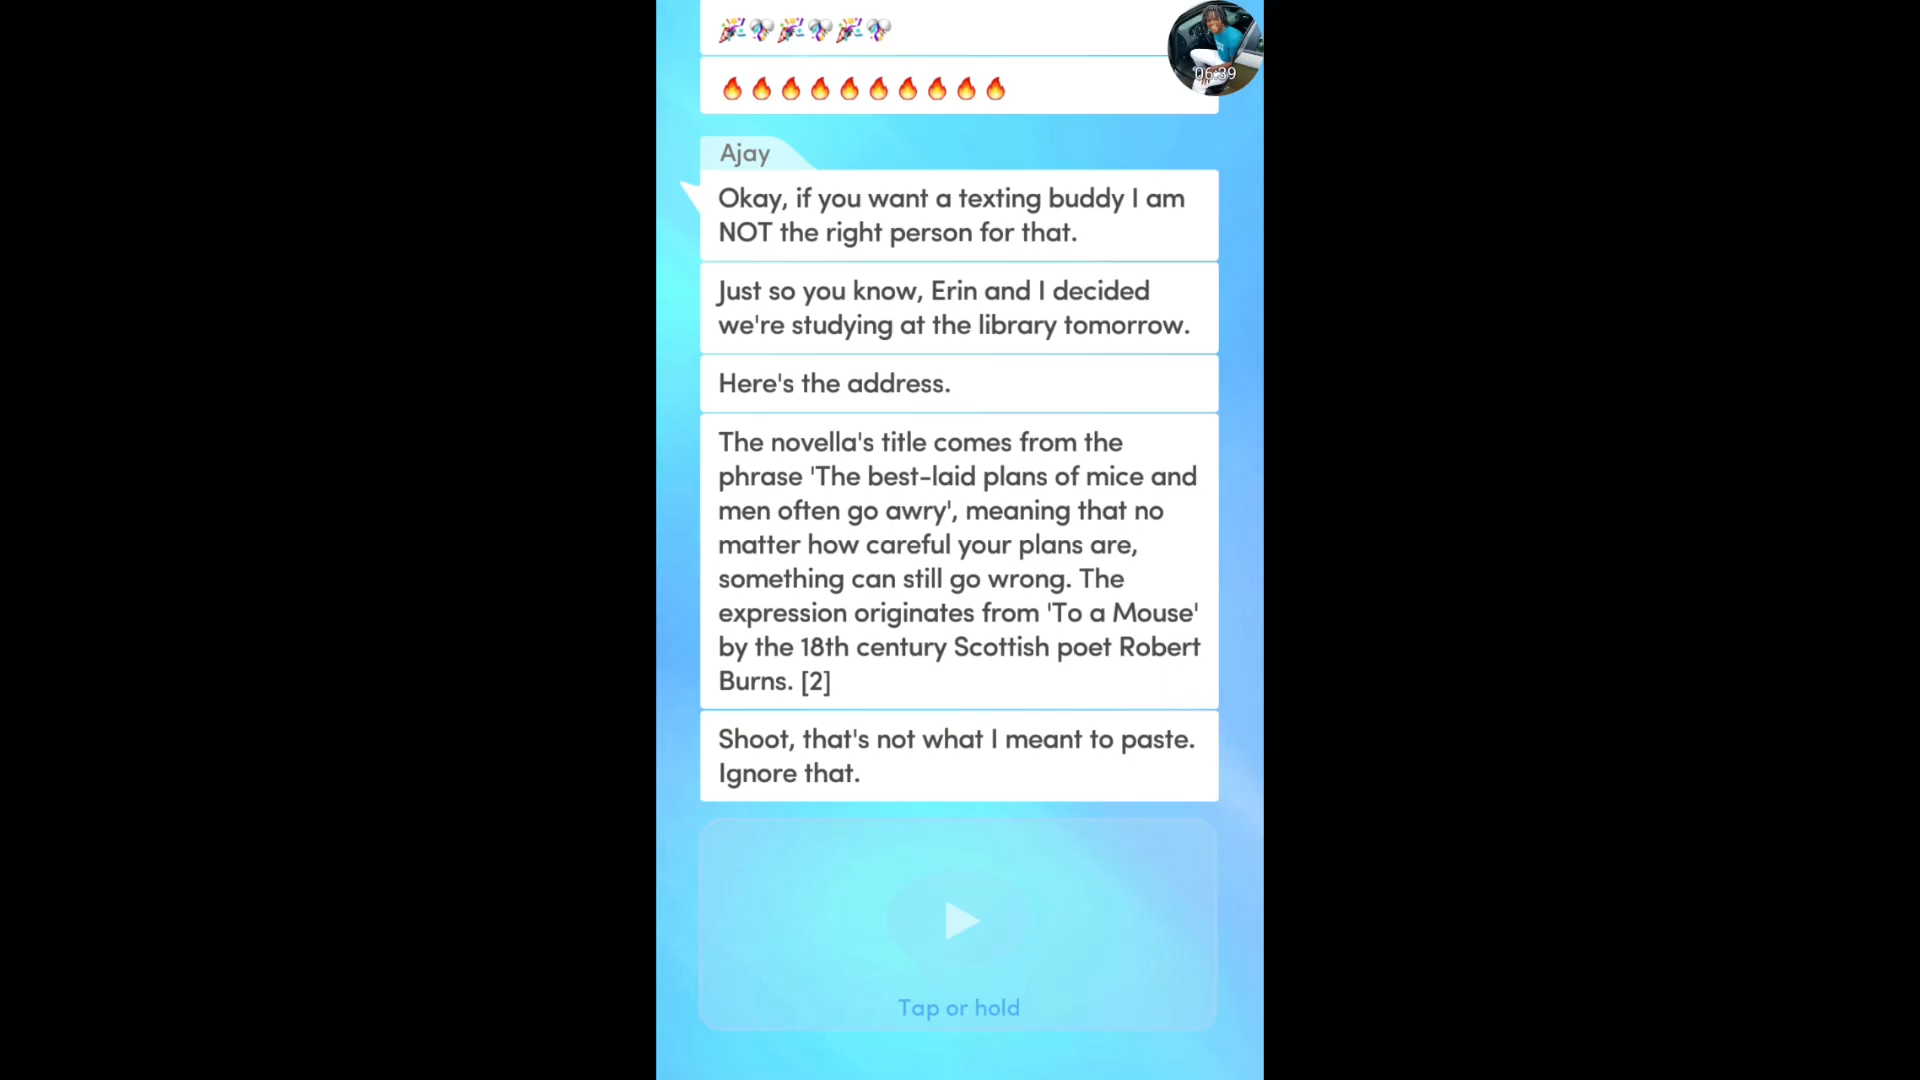 06:39
Ajay
Okay, if you want a texting buddy I am
NOT the right person for that.
Just so you know, Erin and I decided
we're studying at the library tomorrow.
Here's the address.
The novella's title comes from the
phrase 'The best-laid plans of mice and
men often go awry', meaning that no
matter how careful your plans are,
something can still go wrong. The
expression originates from 'To a Mouse'
by the 18th century Scottish poet Robert
Burns. [2]
Shoot, that's not what I meant to paste.
Ignore that.
Tap or hold